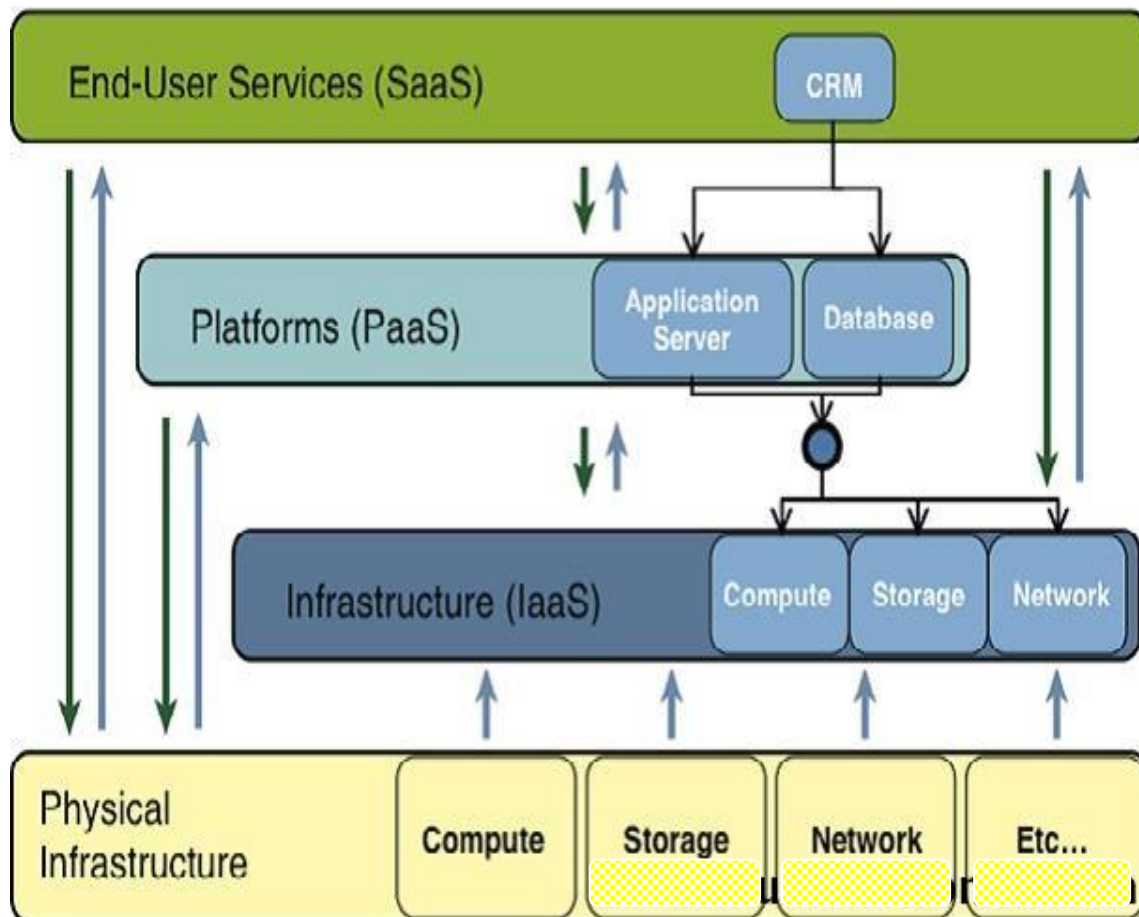 End-User Services (SaaS)
CRM
Platforms (PaaS)
Application
Server
Database
Infrastructure (IaaS)
Compute
Storage
Network
Physical
Infrastructure
Compute
Storage
Network
Etc...